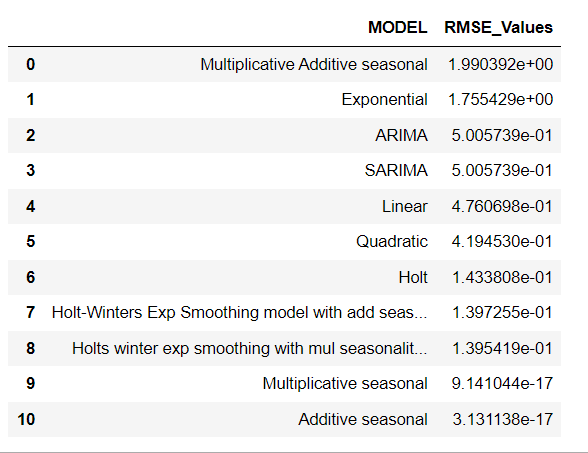 MODEL RMSE_Values
0 Multiplicative Additive seasonal 1.990392e+00
1 Exponential 1.755429e+00
2 ARIMA 5.005739e-01
3 SARIMA 5.005739e-01
4 Linear 4.760698e-01
5 Quadratic 4.194530e-01
6 Holt 1.433808e-01
7 Holt-Winters Exp Smoothing model with add seas... 1.397255e-01
8 Holts winter exp smoothing with mul seasonalit... 1.395419e-01
9 Multiplicative seasonal 9.141044e-17
10 Additive seasonal 3.131138e-17